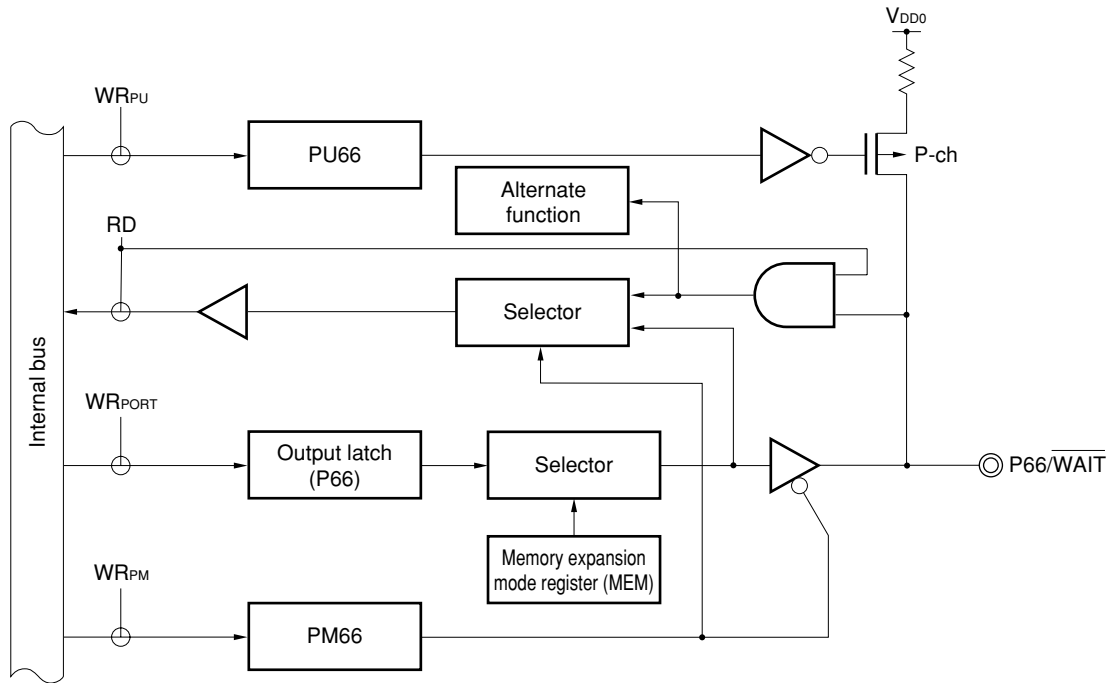 VDD0
WRPU
PU66
P-ch
Alternate
function
RD
Selector
Internal bus
WRPORT
Output latch
(P66)
Selector
P66/WAIT
Memory expansion
mode register (MEM)
WRPM
PM66